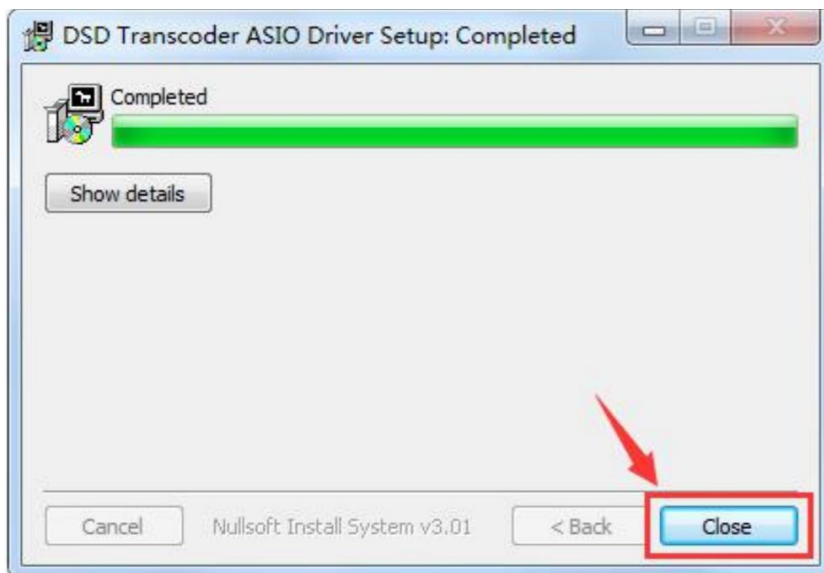 DSD Transcoder ASIO Driver Setup: Completed
Completed
Show details
Cancel Nullsoft Install System v3.01 < Back Close